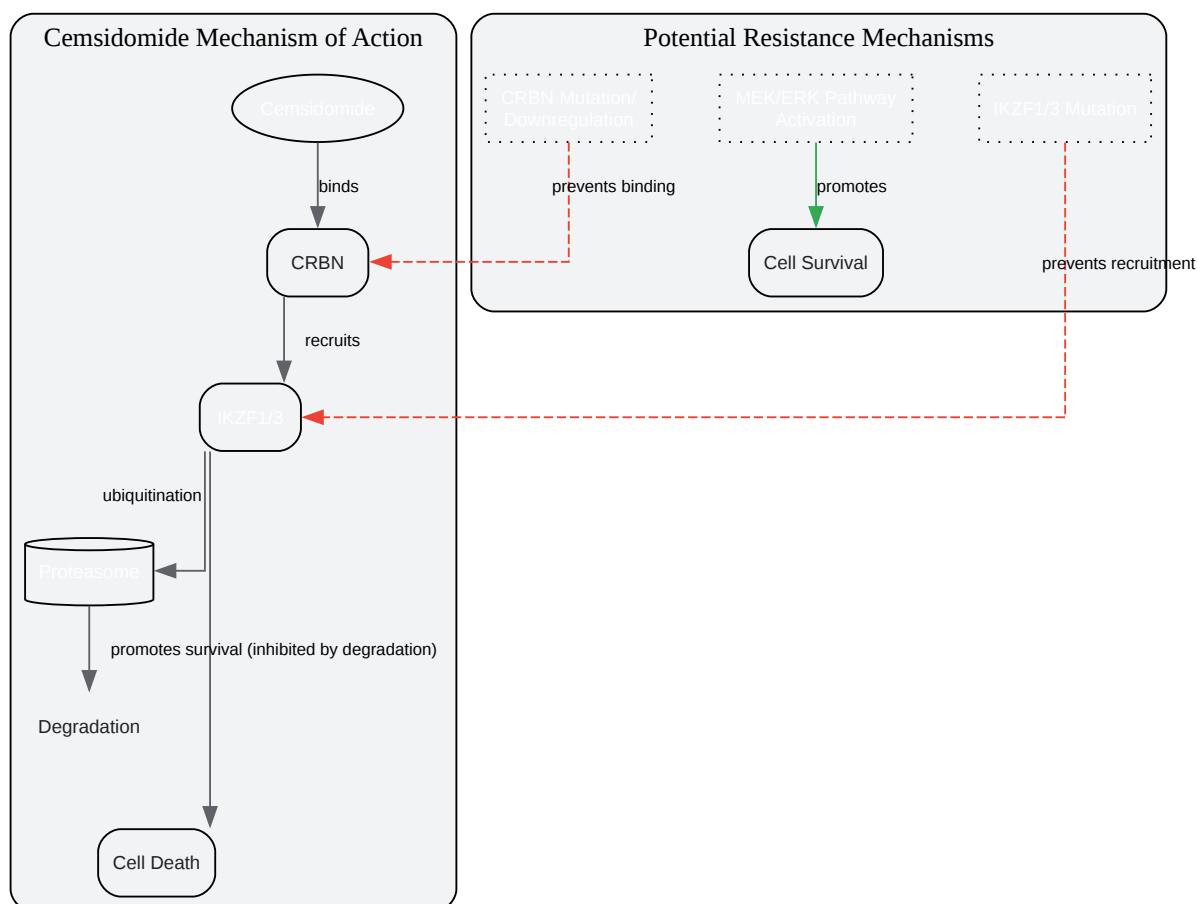 Cemsidomide Mechanism of Action
Cemsidomide
binds
CRBN
recruits
IKZF1/3
ubiquitination
Proteasome
promotes survival (inhibited by degradation)
Degradation
Cell Death
Potential Resistance Mechanisms
CRBN Mutation/
Downregulation
MEK/ERK Pathway
Activation
IKZF1/3 Mutation
prevents binding
promotes
Cell Survival
prevents recruitment